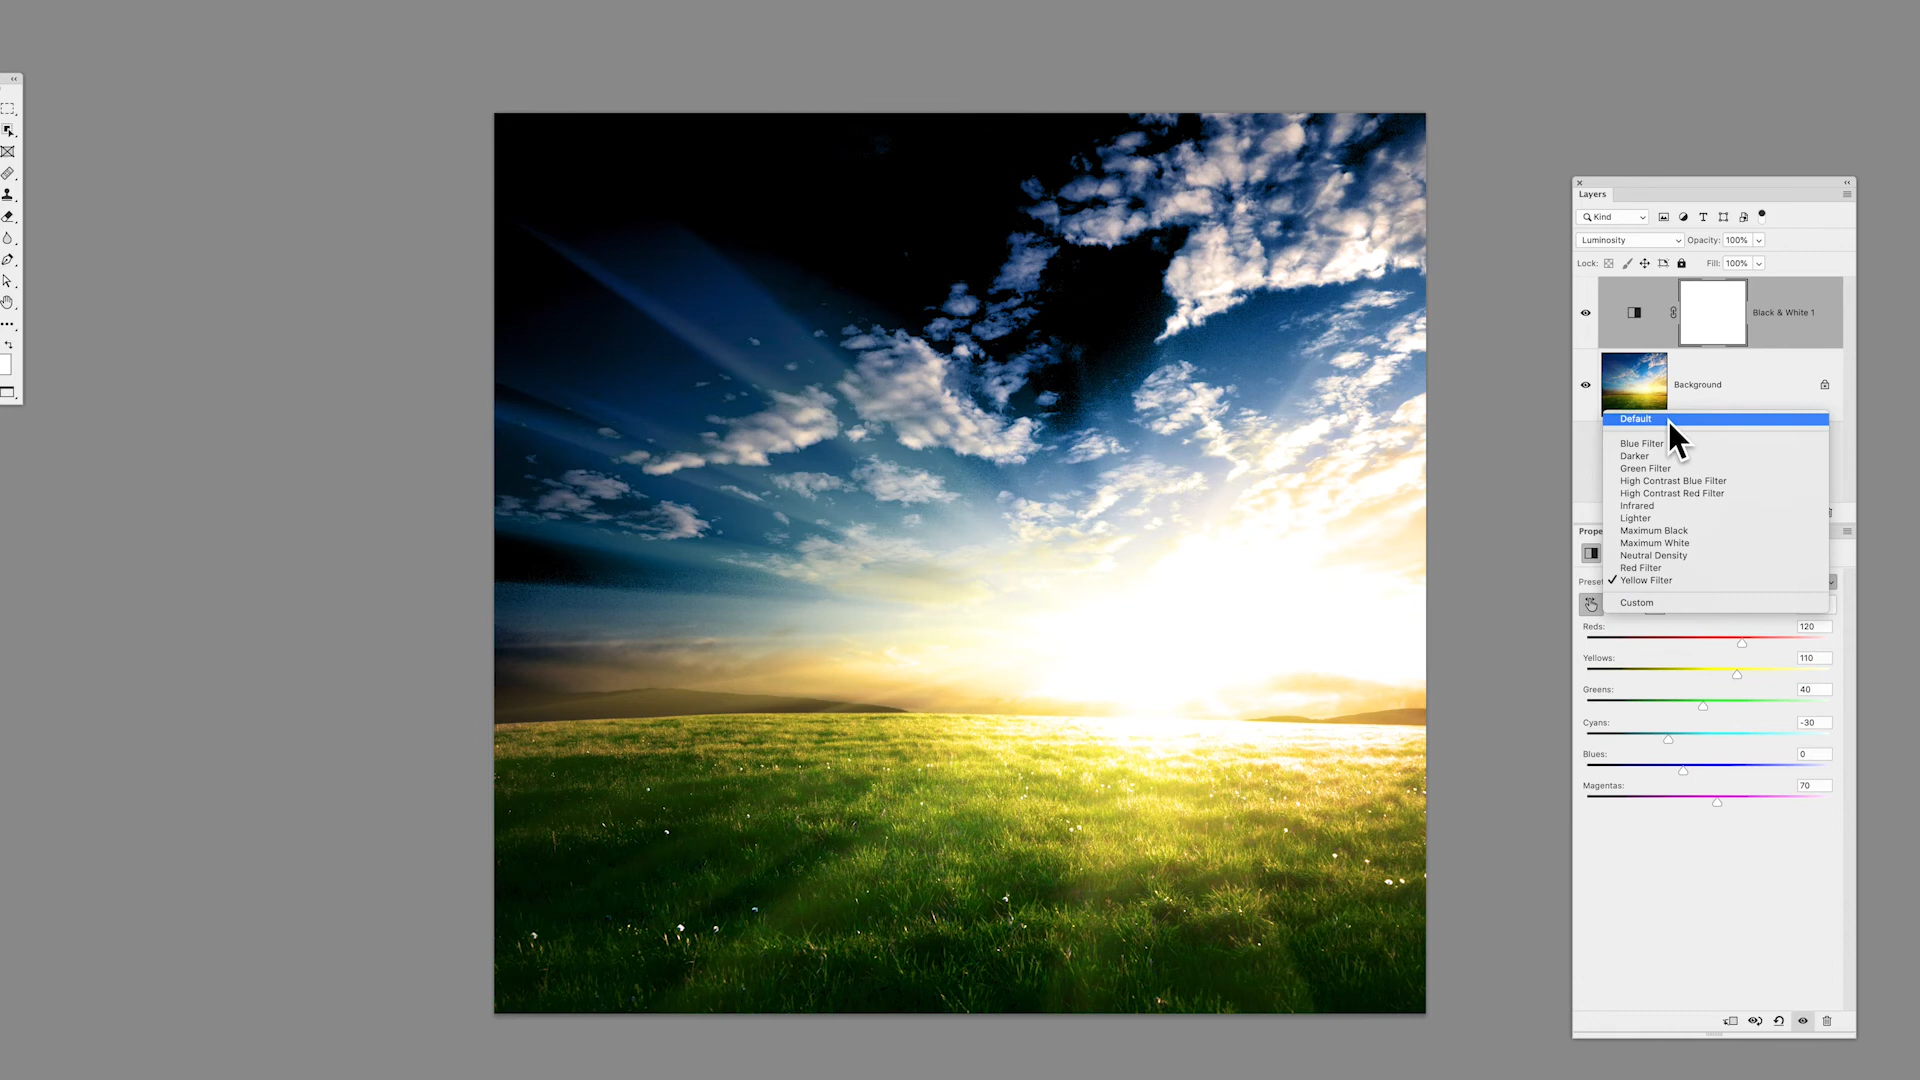 Layers
Kind
Luminosity Opacity: 100%
Lock: Fill: 100%
Black & White 1
Background
Default
Blue Filter
Darker
Green Filter
High Contrast Blue Filter
High Contrast Red Filter
Infrared
Lighter
Maximum Black
Maximum White
Neutral Density
Red Filter
Yellow Filter
Custom
Prope
Preset
Reds: 120
Yellows: 110
Greens: 40
Cyans: -30
Blues: 0
Magentas: 70